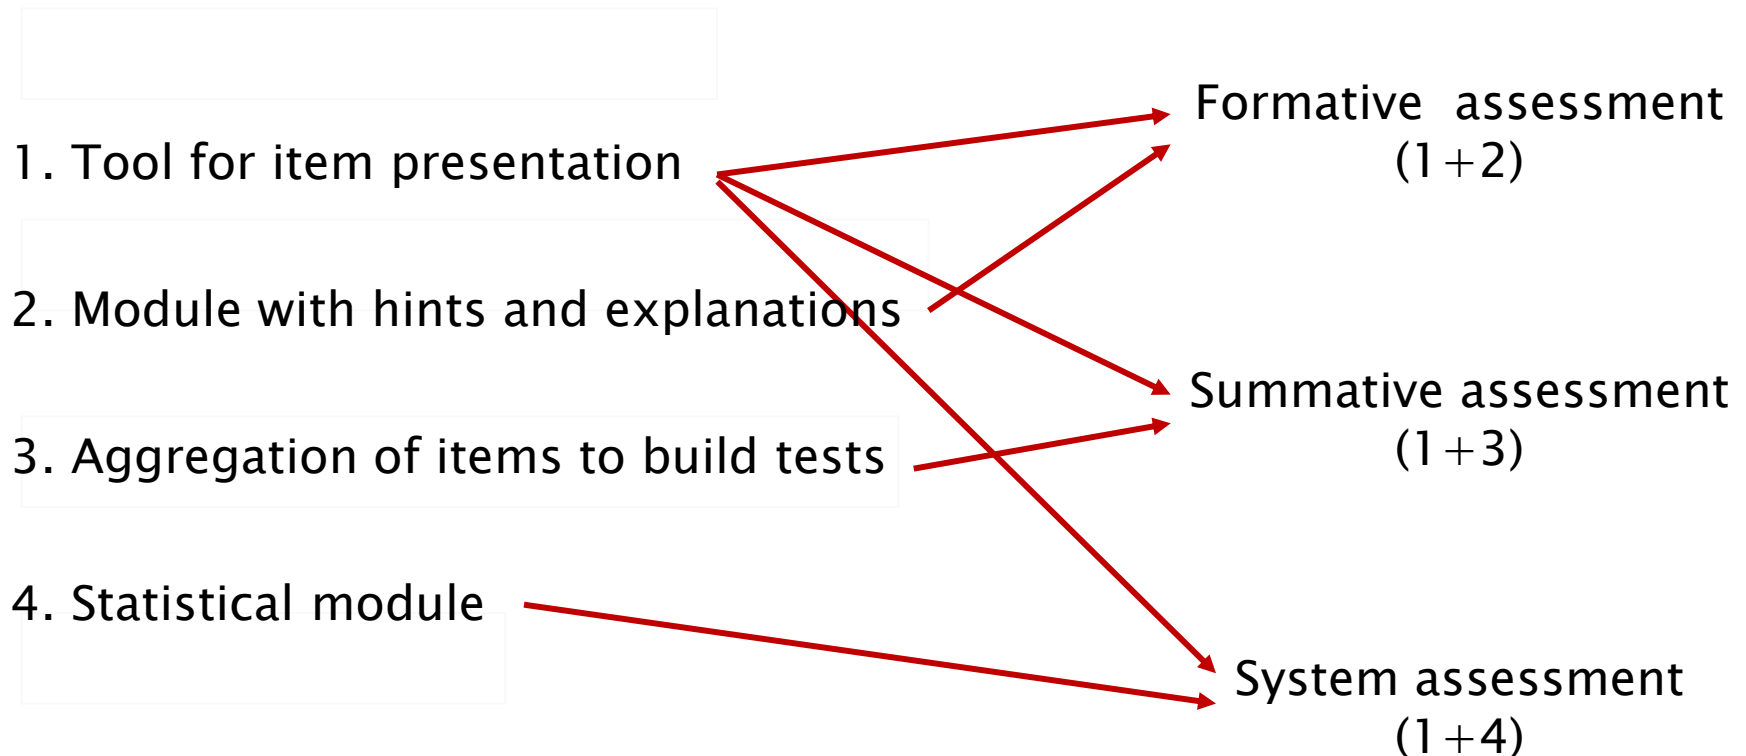 1. Tool for item presentation
2. Module with hints and explanations
3. Aggregation of items to build tests
4. Statistical module
Formative assessment
(1+2)
Summative assessment
(1+3)
System assessment
(1+4)